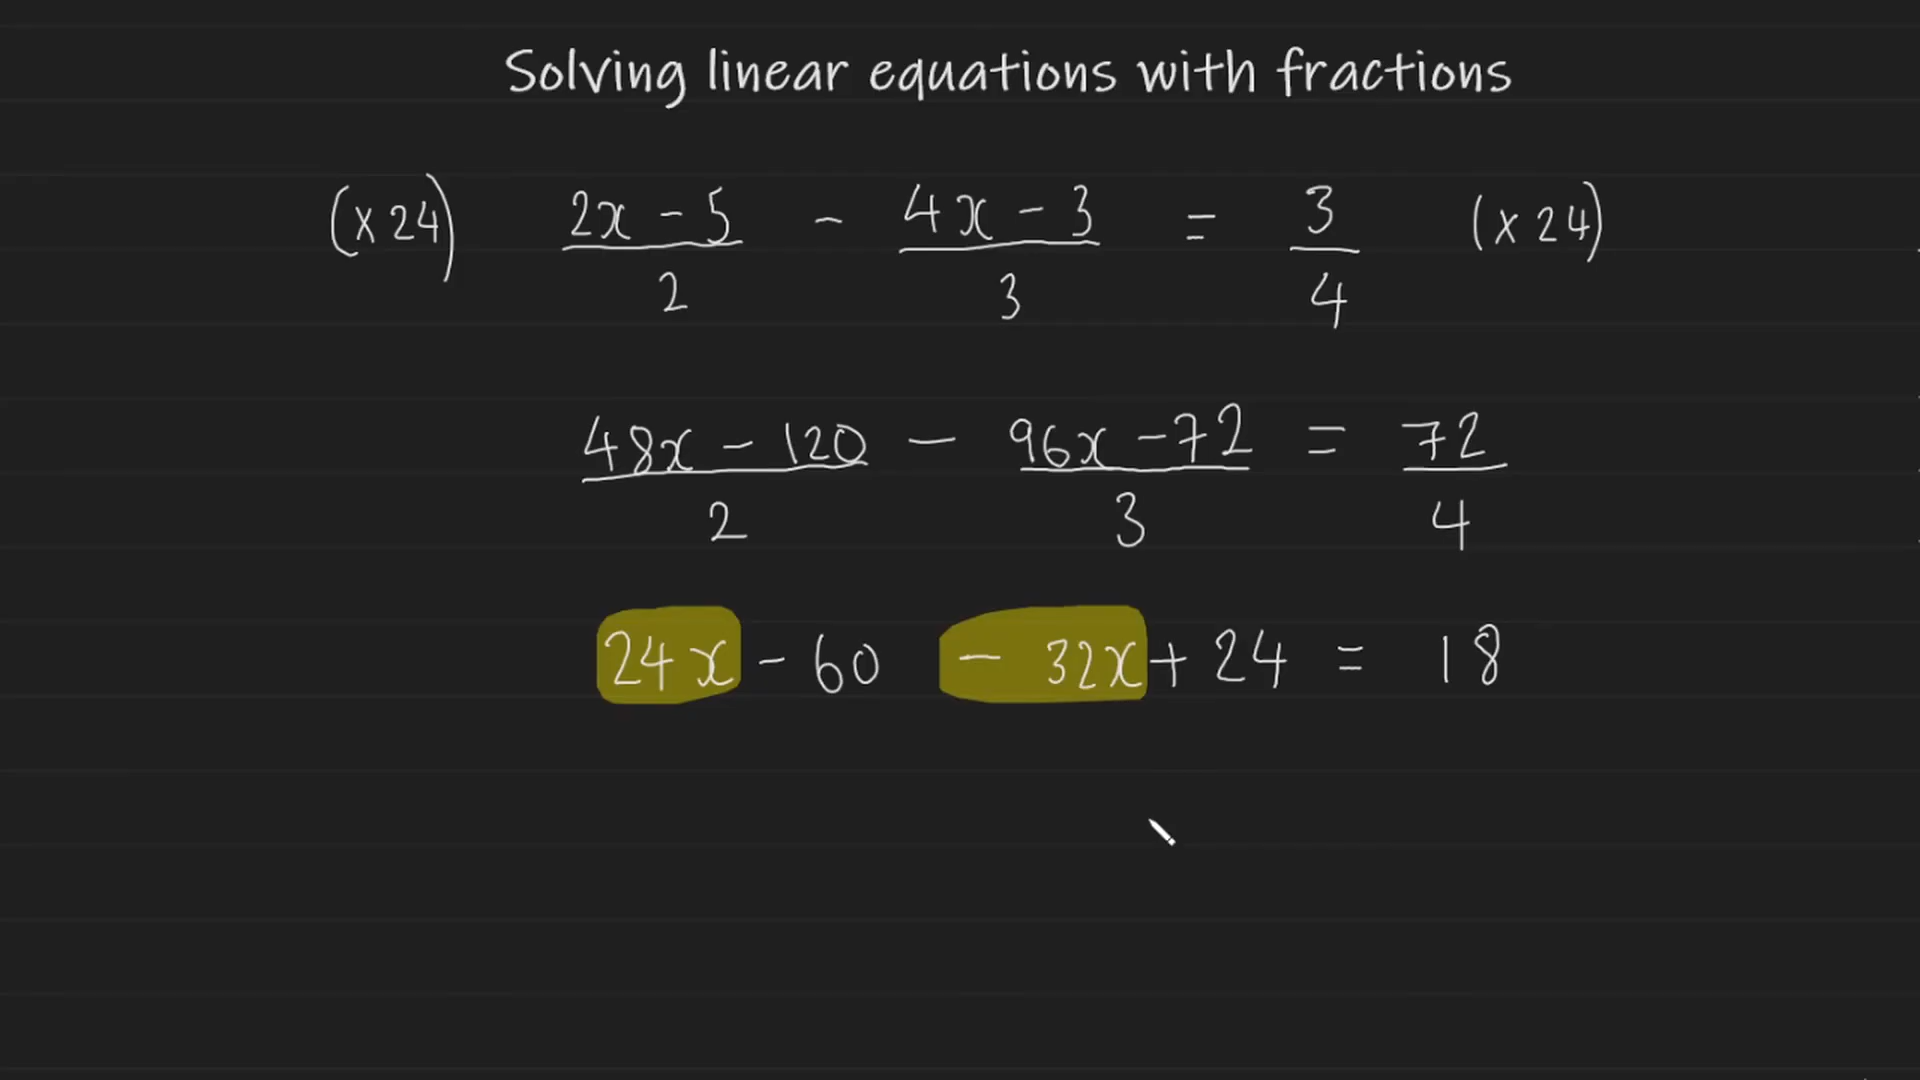 Solving linear equations with fractions
(x 24) 2x - 5 / 2 - 4x - 3 / 3 = 3 / 4 (x 24)
48x - 120 / 2 - 96x - 72 / 3 = 72 / 4
24x - 60 - 32x + 24 = 18